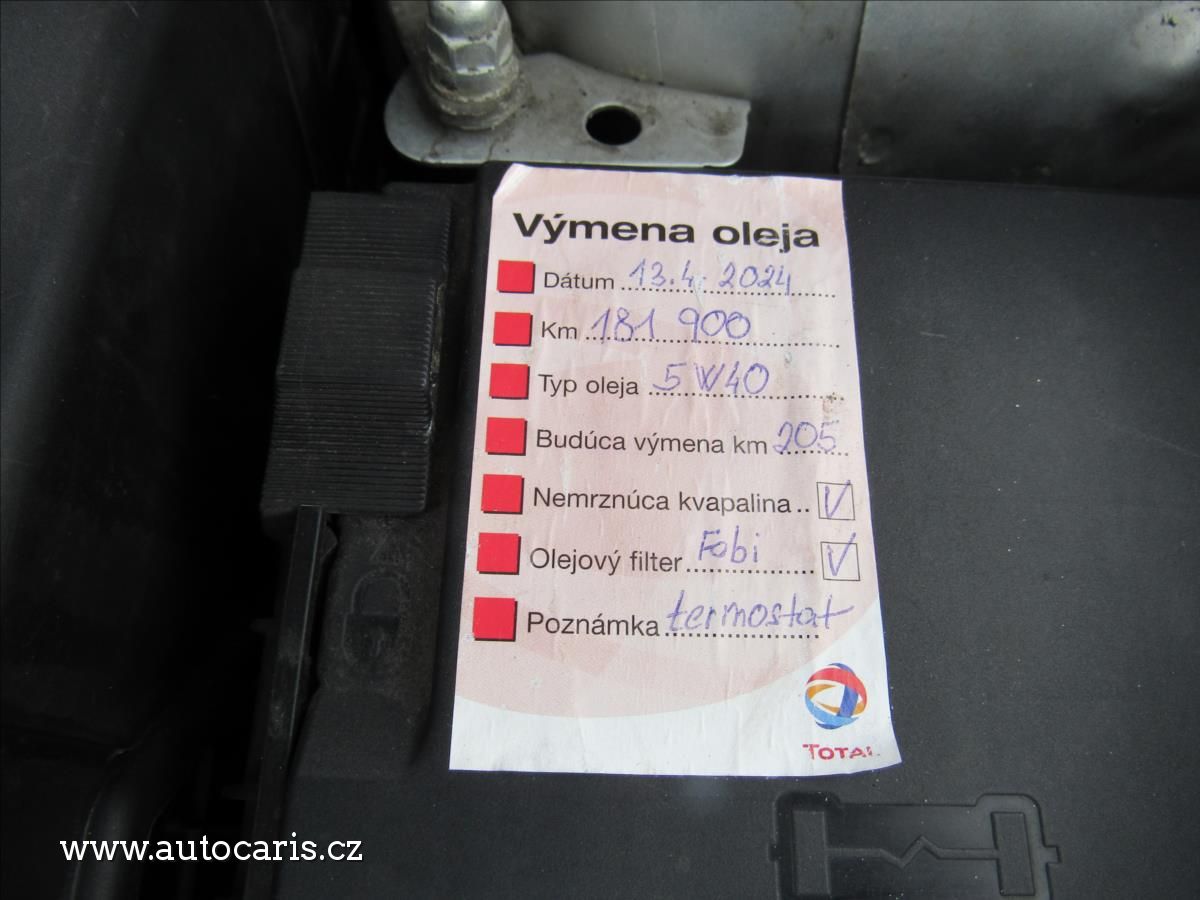 Výmena oleja
Dátum 13.4.2024
Km 181 900
Typ oleja 5W40
Budúca výmena km 205
Nemrznúca kvapalina.. V
Olejový filter Fobi V
Poznámka termostat
TOTAL
www.autocaris.cz